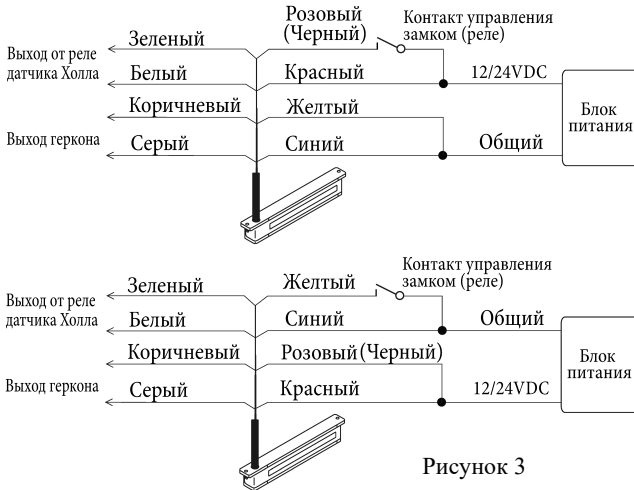 Розовый
(Черный)
Контакт управления
замком (реле)
Зеленый
Выход от реле
датчика Холла
Белый
Красный
12/24VDC
Коричневый
Желтый
Блок
питания
Выход геркона
Серый
Синий
Общий
Контакт управления
замком (реле)
Зеленый
Желтый
Выход от реле
датчика Холла
Белый
Синий
Общий
Коричневый
Розовый (Черный)
Блок
питания
Выход геркона
Серый
Красный
12/24VDC
Рисунок 3